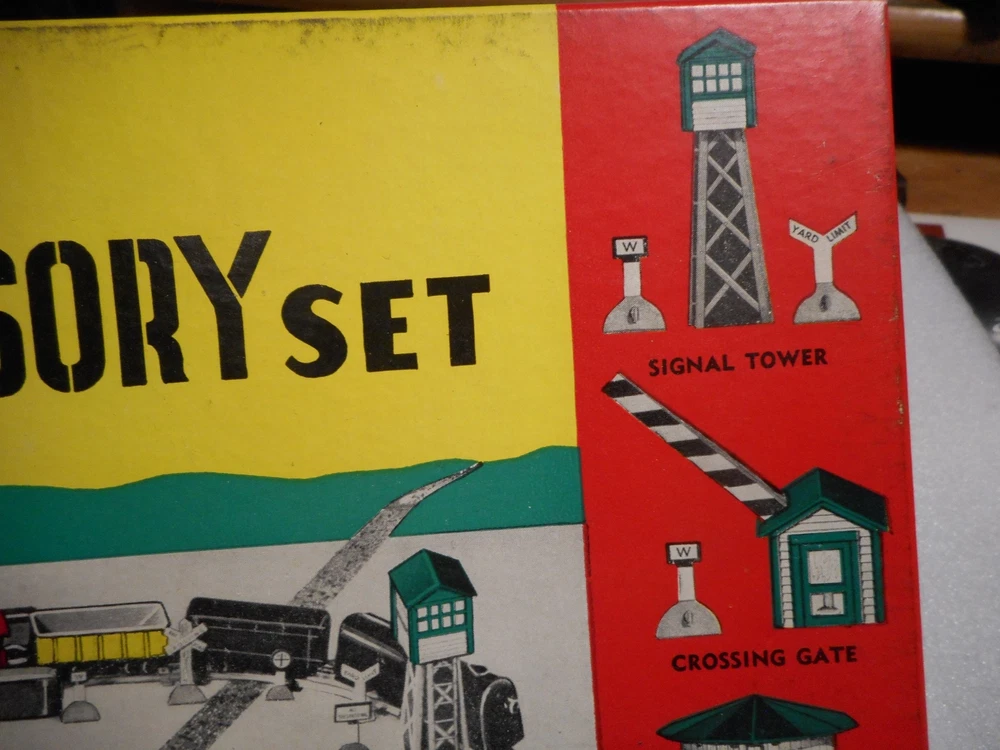 SORY SET
W
YARD LIMIT
SIGNAL TOWER
W
CROSSING GATE